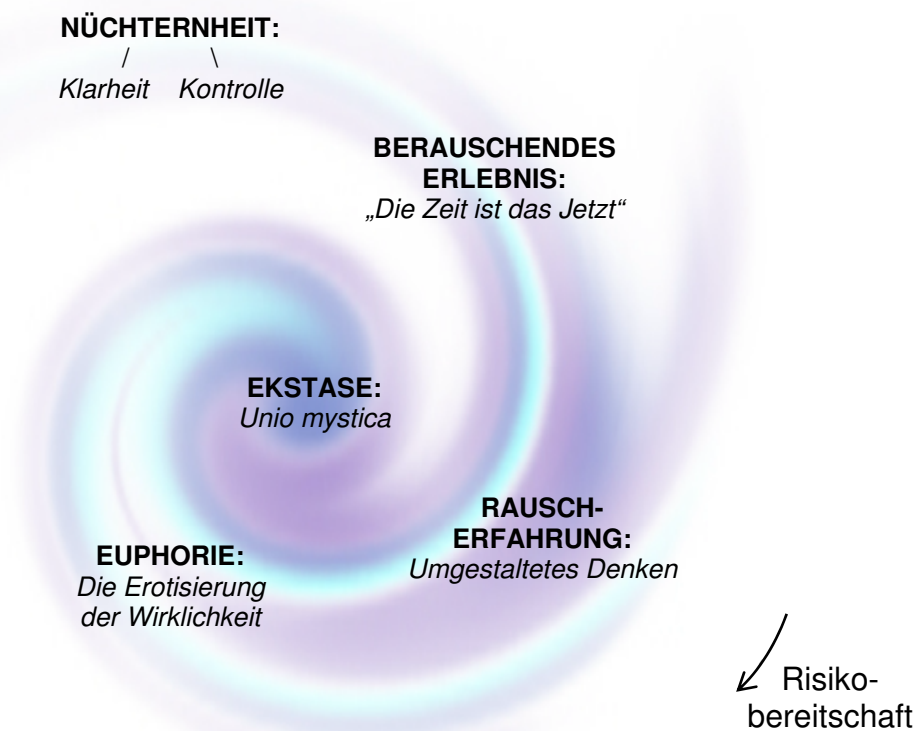 NÜCHTERNHEIT:
/ \
Klarheit Kontrolle
BERAUSCHENDES
ERLEBNIS:
„Die Zeit ist das Jetzt“
EKSTASE:
Unio mystica
RAUSCH-
ERFAHRUNG:
Umgestaltetes Denken
EUPHORIE:
Die Erotisierung
der Wirklichkeit
Risiko-
bereitschaft